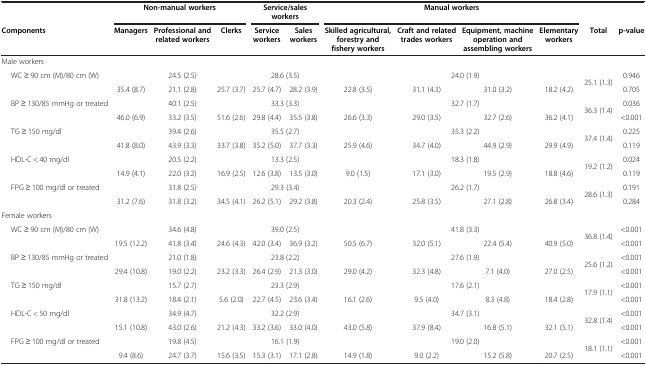 Non-manual workers Service/sales workers Manual workers
Components Managers Professional and related workers Clerks Service workers Sales workers Skilled agricultural, forestry and fishery workers Craft and related trades workers Equipment, machine operation and assembling workers Elementary workers Total p-value
Male workers
WC ≥ 90 cm (M)/80 cm (W) 24.5 (2.5) 28.6 (3.5) 24.0 (1.9) 25.1 (1.3) 0.946
35.4 (8.7) 21.1 (2.8) 25.7 (3.7) 25.7 (4.7) 28.2 (3.9) 22.8 (3.5) 31.1 (4.3) 31.0 (3.2) 18.2 (4.2) 0.705
BP ≥ 130/85 mmHg or treated 40.1 (2.5) 33.3 (3.3) 32.7 (1.7) 36.3 (1.4) 0.036
46.0 (6.9) 33.2 (3.5) 51.6 (2.6) 29.8 (4.4) 35.5 (3.8) 26.6 (3.3) 29.0 (3.5) 32.7 (2.6) 36.2 (4.1) <0.001
TG ≥ 150 mg/dl 39.4 (2.6) 35.5 (2.7) 35.3 (2.2) 37.4 (1.4) 0.225
41.8 (8.0) 43.9 (3.3) 33.7 (3.8) 35.2 (5.0) 37.7 (3.3) 25.9 (4.6) 34.7 (4.0) 44.9 (2.9) 29.9 (4.9) 0.119
HDL-C < 40 mg/dl 20.5 (2.2) 13.3 (2.5) 18.3 (1.8) 19.2 (1.2) 0.024
14.9 (4.1) 22.0 (3.2) 16.9 (2.5) 12.6 (3.8) 13.5 (3.0) 9.0 (1.5) 17.1 (3.0) 19.5 (2.9) 18.8 (4.6) 0.119
FPG ≥ 100 mg/dl or treated 31.8 (2.5) 29.3 (3.4) 26.2 (1.7) 28.6 (1.3) 0.191
31.2 (7.6) 31.8 (3.2) 34.5 (4.1) 26.2 (5.1) 29.2 (3.8) 20.3 (2.4) 25.8 (3.5) 27.1 (2.8) 26.8 (3.4) 0.284
Female workers
WC ≥ 90 cm (M)/80 cm (W) 34.6 (4.8) 39.0 (2.5) 41.8 (3.3) 36.8 (1.4) <0.001
19.5 (12.2) 41.8 (3.4) 24.6 (4.3) 42.0 (3.4) 36.9 (3.2) 50.5 (6.7) 32.0 (5.1) 22.4 (5.4) 40.9 (5.0) <0.001
BP ≥ 130/85 mmHg or treated 21.0 (1.8) 23.8 (2.2) 27.6 (1.9) 25.6 (1.2) <0.001
29.4 (10.8) 19.0 (2.2) 23.2 (3.3) 26.4 (2.9) 21.3 (3.0) 29.0 (4.2) 32.3 (4.8) 7.1 (4.0) 27.0 (2.5) <0.001
TG ≥ 150 mg/dl 15.7 (2.7) 23.3 (2.9) 17.6 (2.1) 17.9 (1.1) <0.001
31.8 (13.2) 18.4 (2.1) 5.6 (2.0) 22.7 (4.5) 23.6 (3.4) 16.1 (2.6) 9.5 (4.0) 8.3 (4.8) 18.4 (2.8) <0.001
HDL-C < 50 mg/dl 34.9 (4.7) 32.2 (2.9) 34.7 (3.1) 32.8 (1.4) <0.001
15.1 (10.8) 43.0 (2.6) 21.2 (4.3) 33.2 (3.6) 33.0 (4.0) 43.0 (5.8) 37.9 (8.4) 16.8 (5.1) 32.1 (5.1) <0.001
FPG ≥ 100 mg/dl or treated 19.8 (4.5) 16.1 (1.9) 19.0 (2.0) 18.1 (1.1) <0.001
9.4 (8.6) 24.7 (3.7) 15.6 (3.5) 15.3 (3.1) 17.1 (2.8) 14.9 (1.8) 9.0 (2.2) 15.2 (5.8) 20.7 (2.5) <0.001